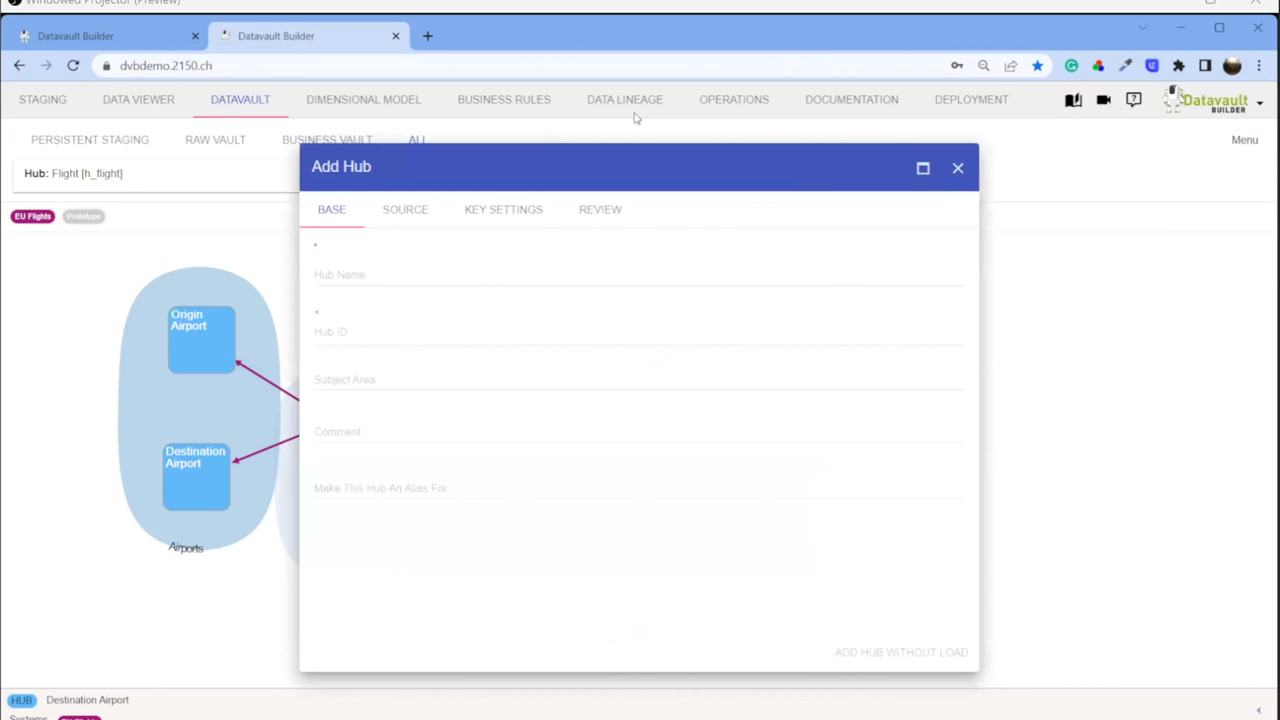 Windowed Projector (Preview)
Datavault Builder
Datavault Builder
dvbdemo.2150.ch
STAGING DATA VIEWER DATAVAULT DIMENSIONAL MODEL BUSINESS RULES DATA LINEAGE OPERATIONS DOCUMENTATION DEPLOYMENT
Datavault
BUILDER
PERSISTENT STAGING RAW VAULT BUSINESS VAULT ALL Menu
Hub: Flight [h_flight]
EU Flights Prototype
Add Hub
BASE SOURCE KEY SETTINGS REVIEW
*
Hub Name
*
Hub ID
Subject Area
Comment
Make This Hub An Alias For
ADD HUB WITHOUT LOAD
Origin
Airport
Destination
Airport
Airports
HUB Destination Airport
Systems